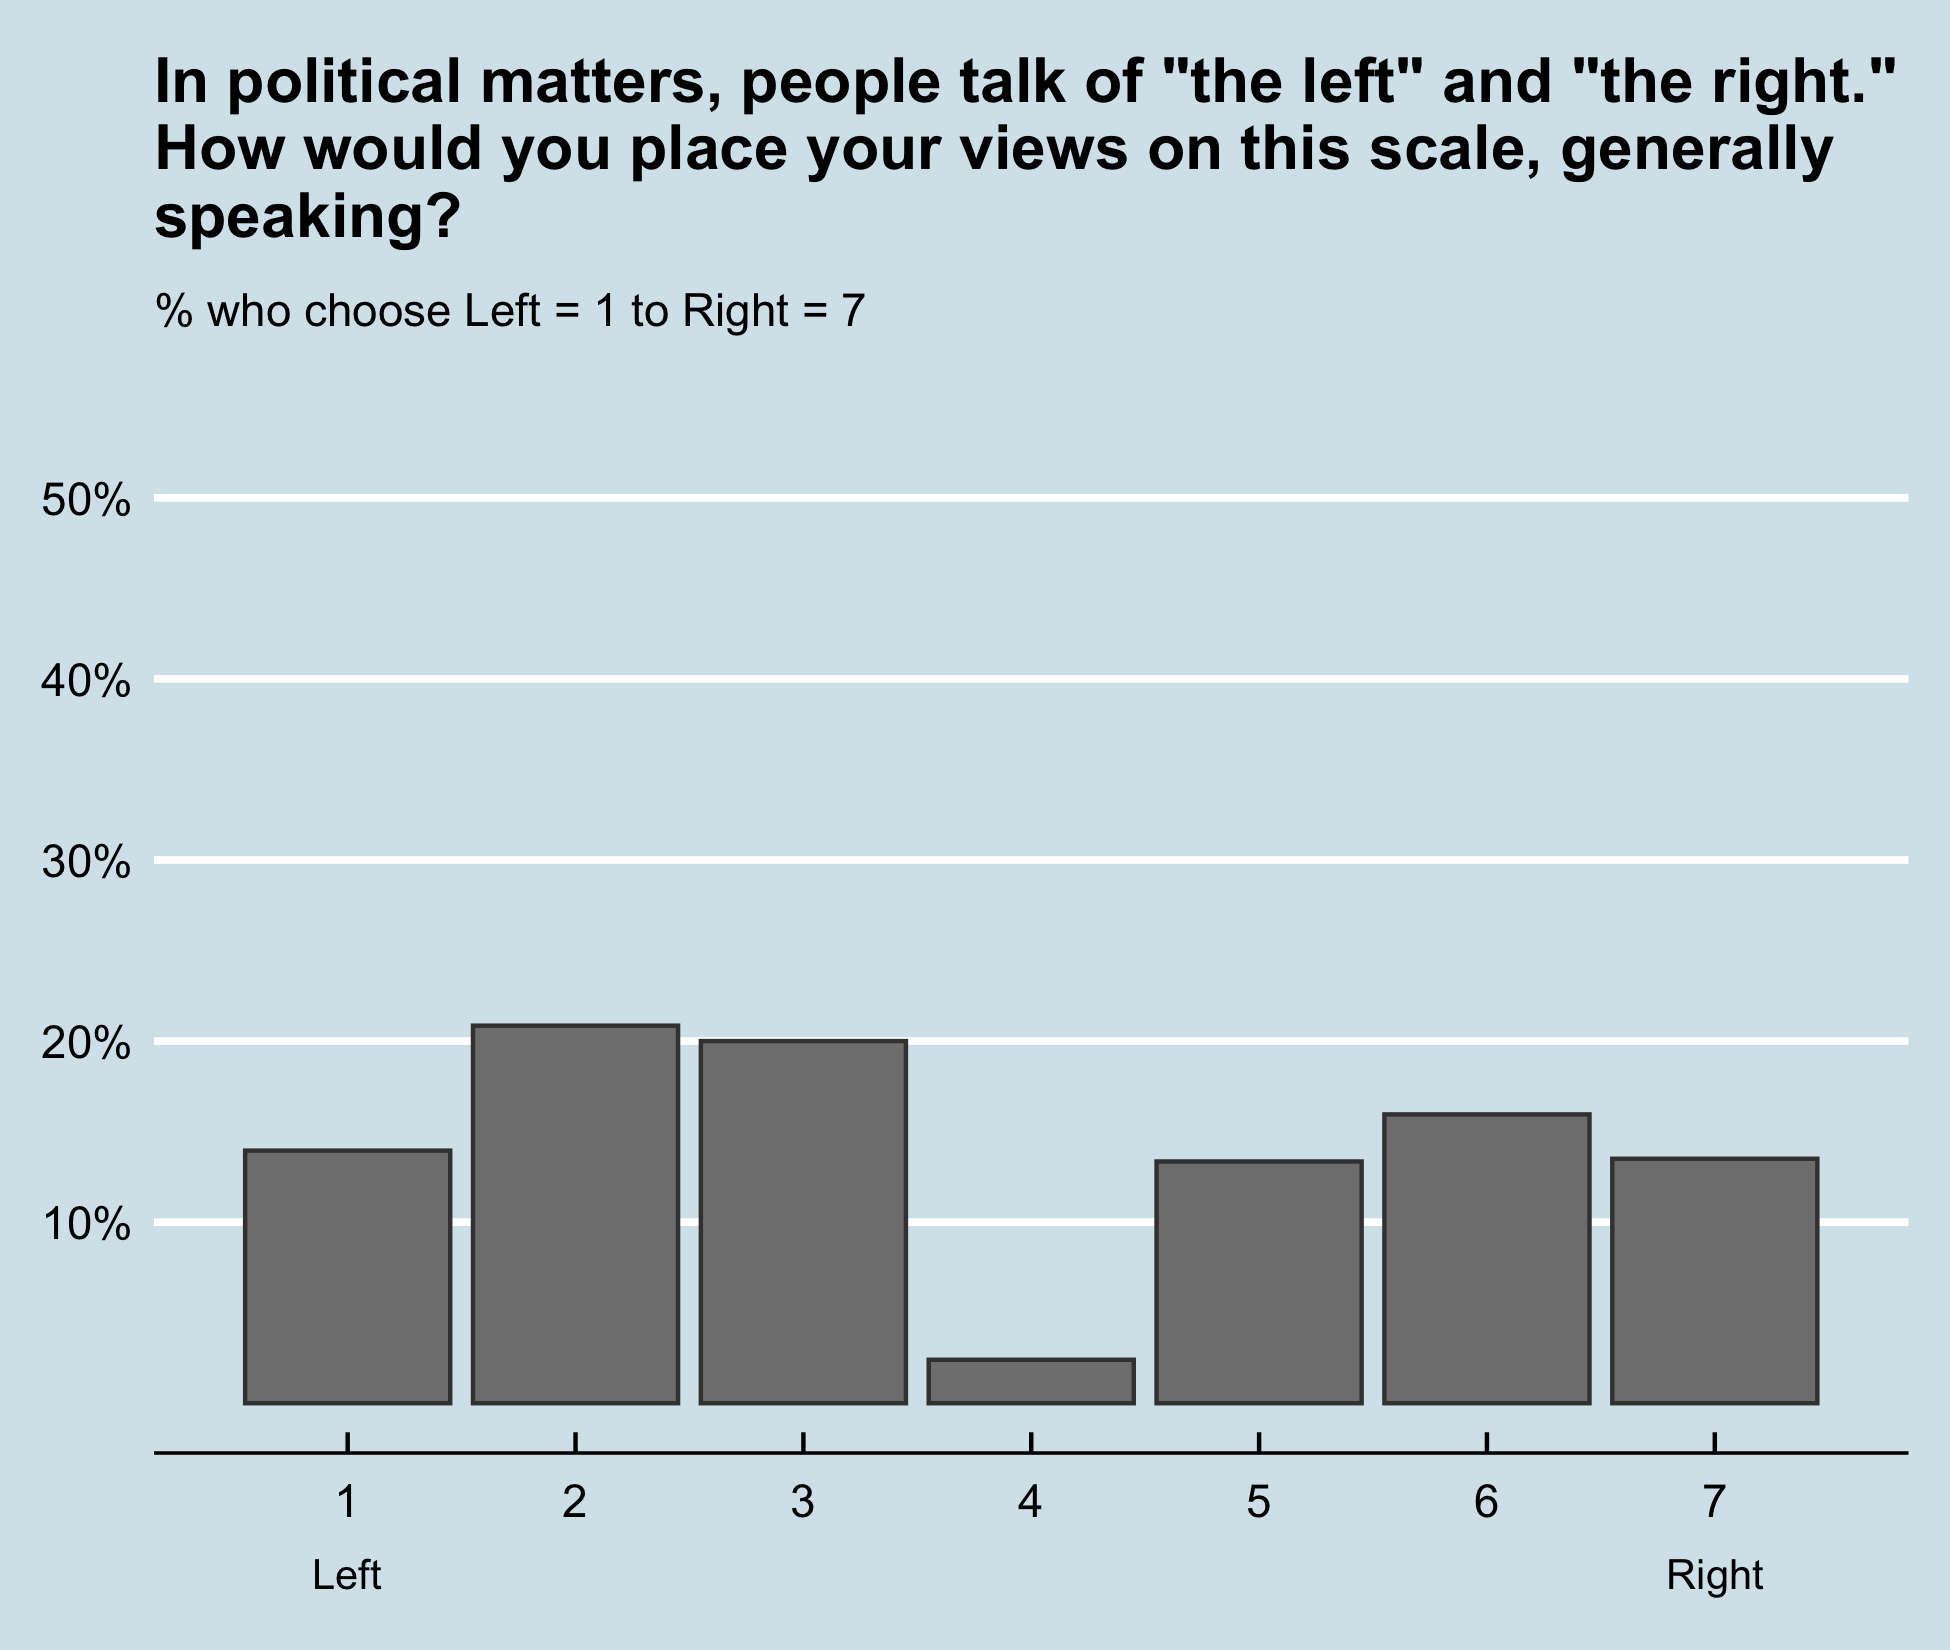 In political matters, people talk of "the left" and "the right."
How would you place your views on this scale, generally
speaking?
% who choose Left = 1 to Right = 7
50%
40%
30%
20%
10%
1 2 3 4 5 6 7
Left Right